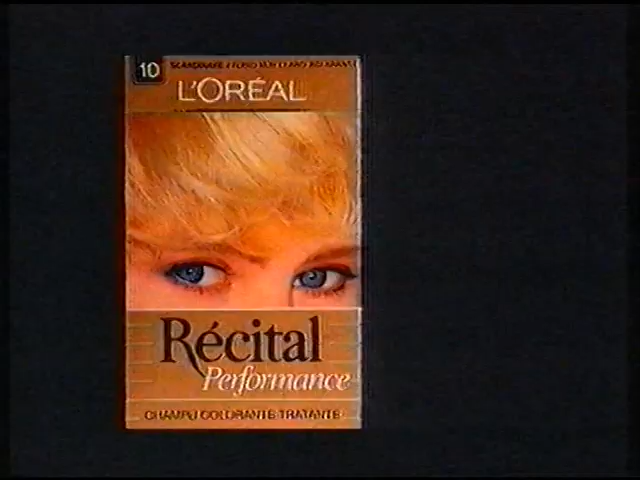 10
L'ORÉAL
Récital
Performance
CHAMPU COLORANTE TRATANTE